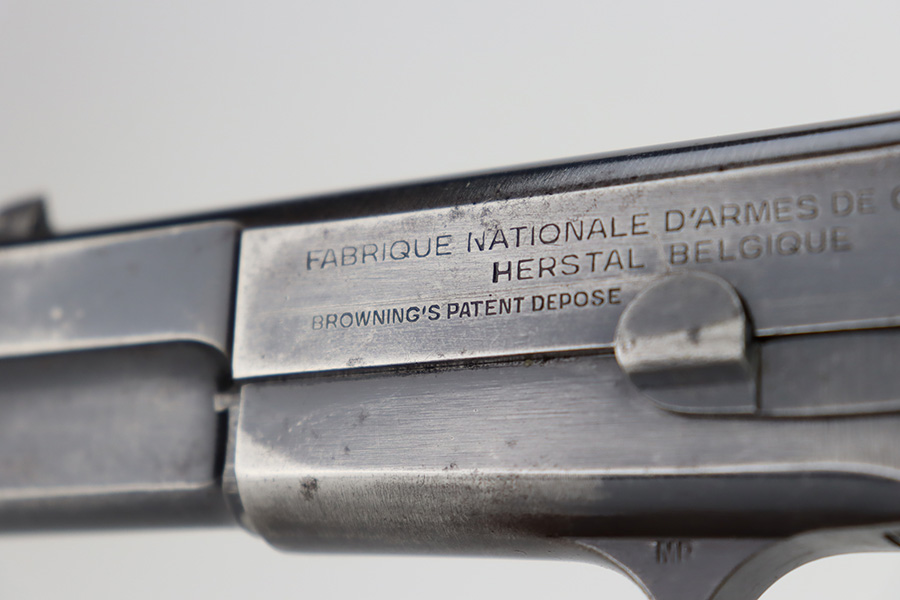 FABRIQUE NATIONALE D'ARMES DE
HERSTAL BELGIQUE
BROWNING'S PATENT DEPOSE